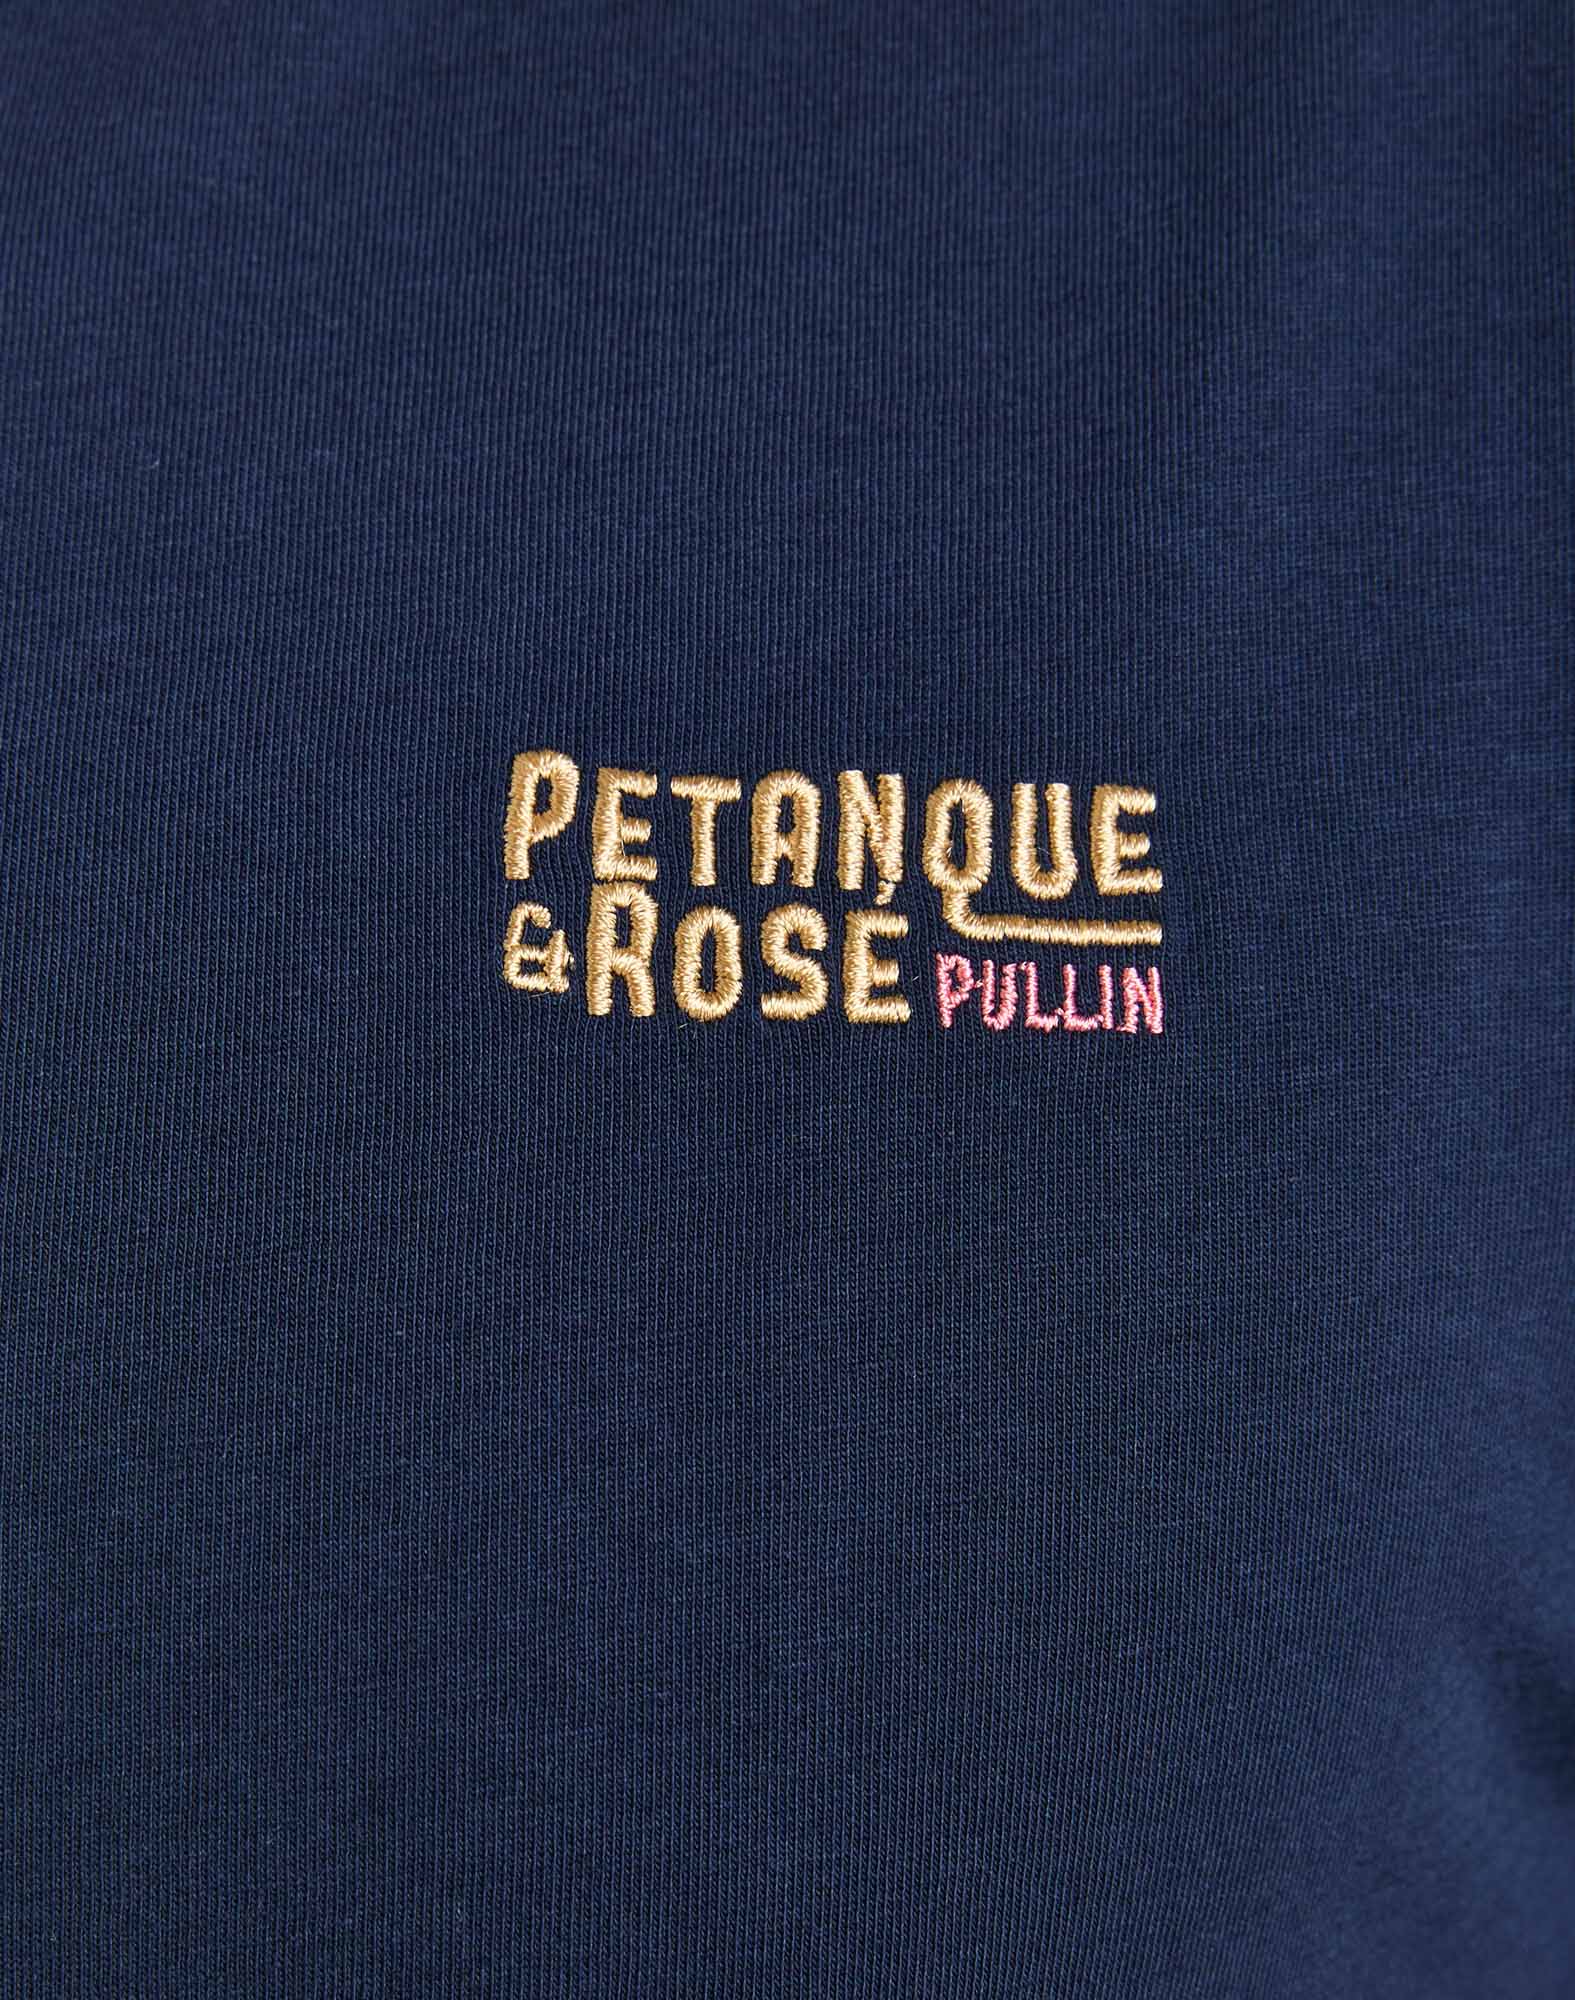 PETANQUE
& ROSÉ
PULLIN